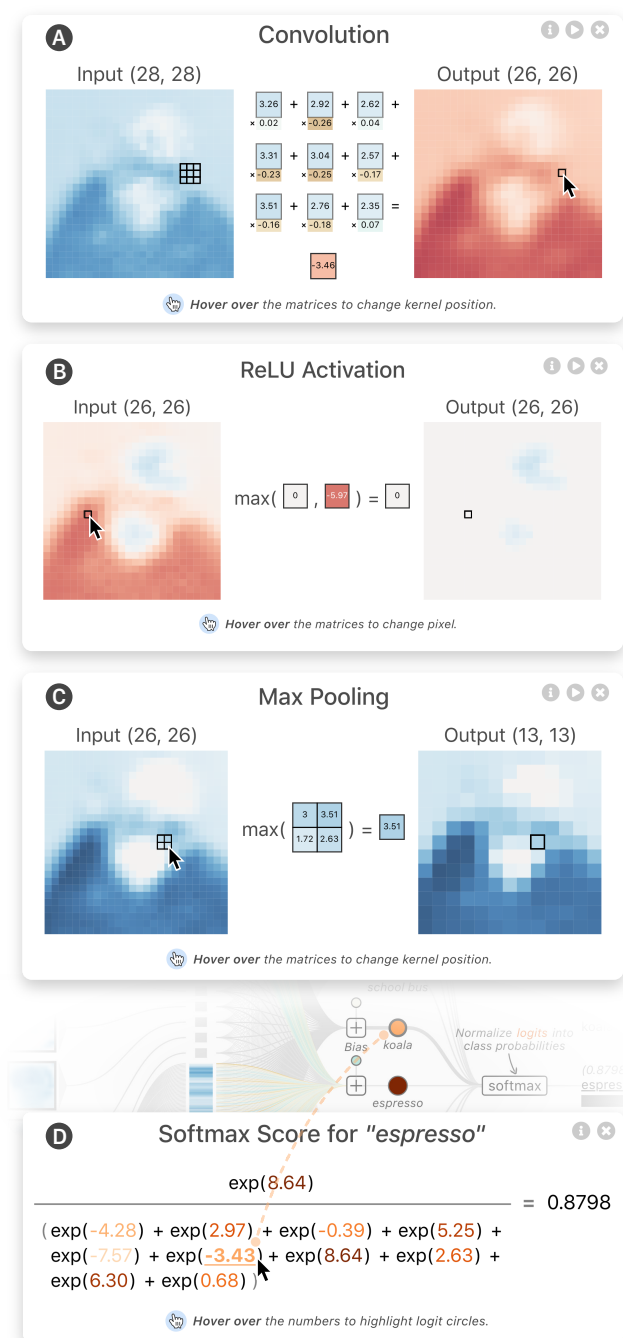 A
Convolution
Input (28, 28)
Output (26, 26)
3.26 + 2.92 + 2.62 +
× 0.02 × -0.26 × 0.04
3.31 + 3.04 + 2.57 +
× -0.23 × -0.25 × -0.17
3.51 + 2.76 + 2.35 =
× -0.16 × -0.18 × 0.07
-3.46
Hover over the matrices to change kernel position.
B
ReLU Activation
Input (26, 26)
Output (26, 26)
max( 0 , -5.97 ) = 0
Hover over the matrices to change pixel.
C
Max Pooling
Input (26, 26)
Output (13, 13)
max(
3 3.51
1.72 2.63
) = 3.51
Hover over the matrices to change kernel position.
school bus
Bias
koala
Normalize logits into
class probabilities
softmax
(0.8798
espres
espresso
D
Softmax Score for "espresso"
exp(8.64)
= 0.8798
(exp(-4.28) + exp(2.97) + exp(-0.39) + exp(5.25) +
exp(-7.57) + exp(-3.43) + exp(8.64) + exp(2.63) +
exp(6.30) + exp(0.68) )
Hover over the numbers to highlight logit circles.